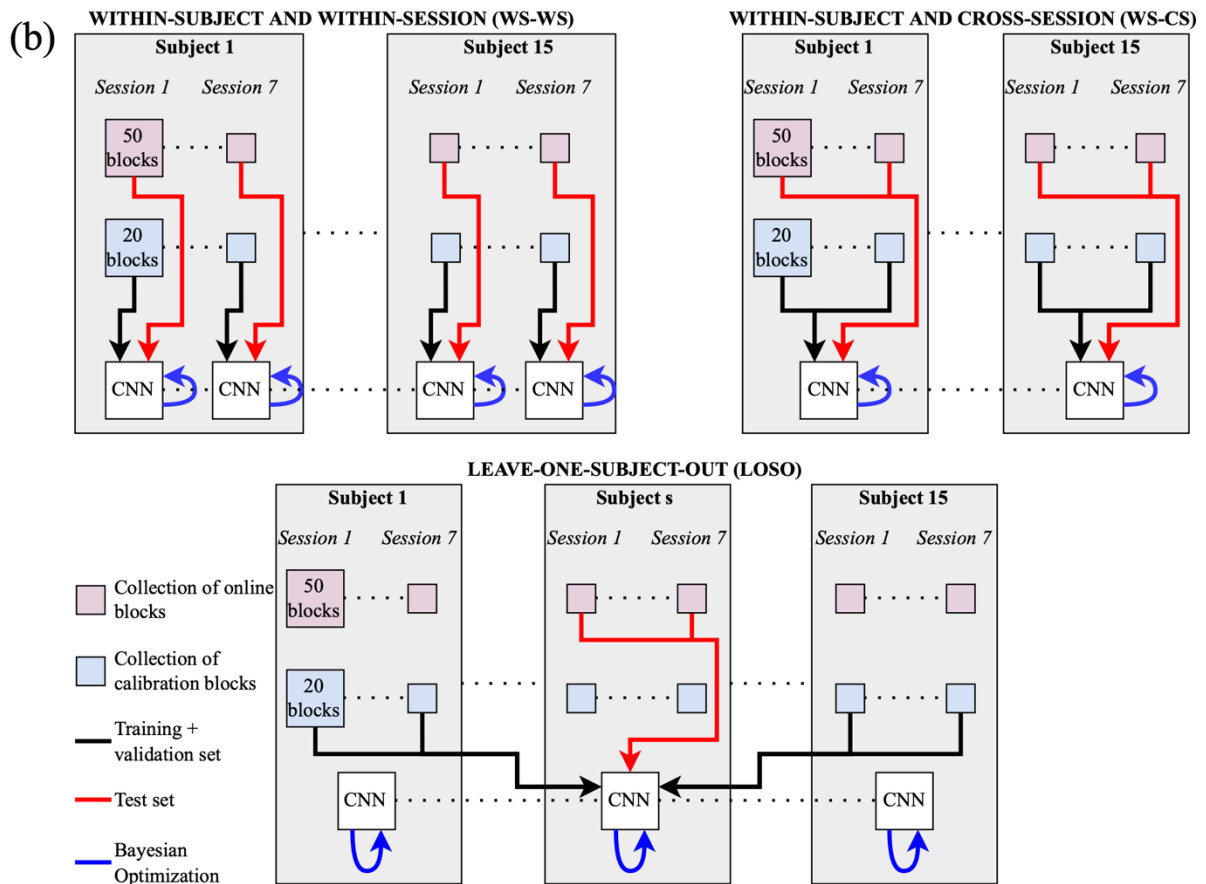 (b)
WITHIN-SUBJECT AND WITHIN-SESSION (WS-WS)
Subject 1
Subject 15
Session 1 Session 7
Session 1 Session 7
50
blocks
20
blocks
CNN
CNN
CNN
CNN
WITHIN-SUBJECT AND CROSS-SESSION (WS-CS)
Subject 1
Subject 15
Session 1 Session 7
Session 1 Session 7
50
blocks
20
blocks
CNN
CNN
LEAVE-ONE-SUBJECT-OUT (LOSO)
Subject 1
Subject s
Subject 15
Session 1 Session 7
Session 1 Session 7
Session 1 Session 7
50
blocks
20
blocks
CNN
CNN
CNN
Collection of online
blocks
Collection of
calibration blocks
Training +
validation set
Test set
Bayesian
Optimization